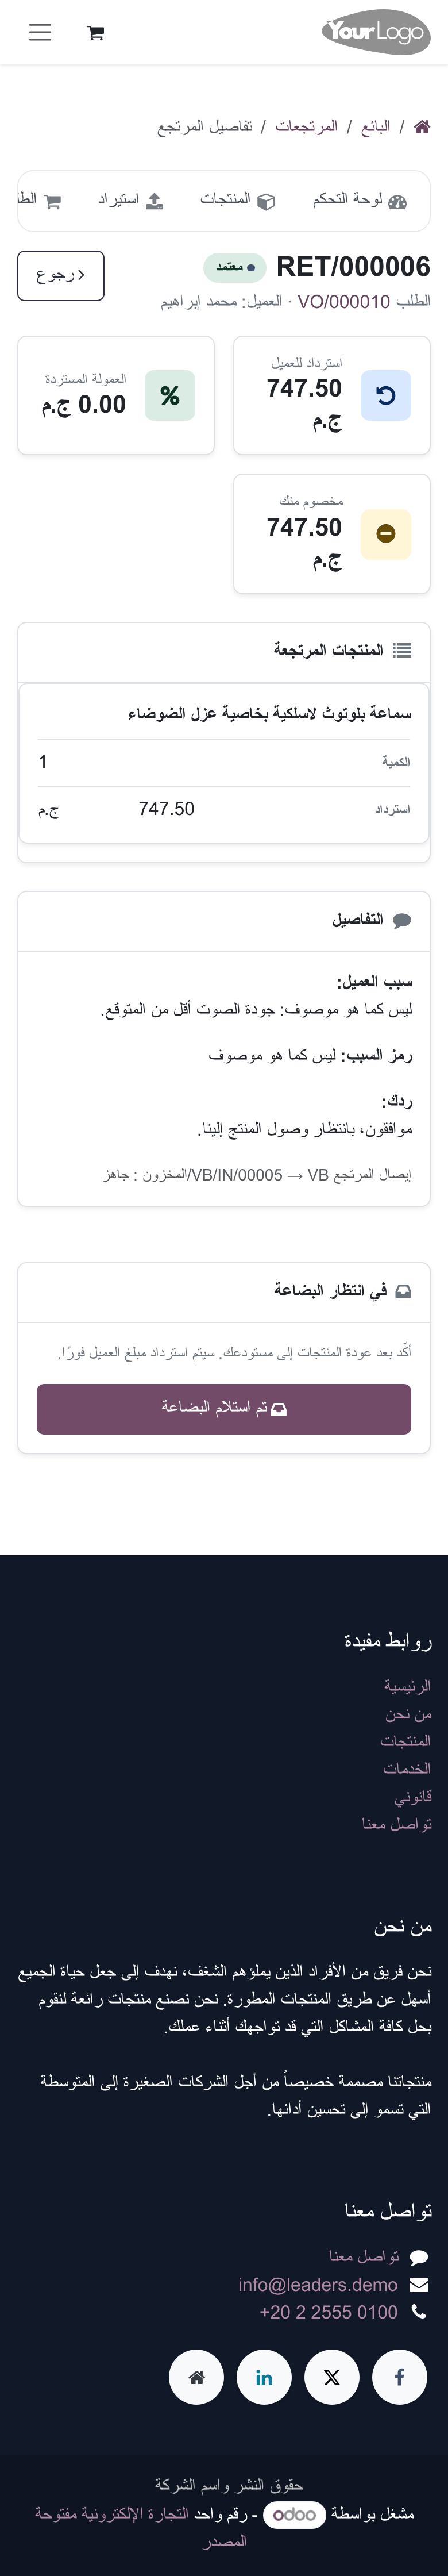 YourLogo
البائع / المرتجعات / تفاصيل المرتجع
لوحة التحكم المنتجات استيراد الطل
RET/000006 معتمد
الطلب VO/000010 · العميل: محمد إبراهيم
رجوع
استرداد للعميل
747.50
ج.م
العمولة المستردة
0.00 ج.م
مخصوم منك
747.50
ج.م
المنتجات المرتجعة
سماعة بلوتوث لاسلكية بخاصية عزل الضوضاء
الكمية 1
استرداد 747.50 ج.م
التفاصيل
سبب العميل:
ليس كما هو موصوف: جودة الصوت أقل من المتوقع.
رمز السبب: ليس كما هو موصوف
ردك:
موافقون، بانتظار وصول المنتج إلينا.
إيصال المرتجع VB/IN/00005 → VB/المخزون : جاهز
في انتظار البضاعة
أكّد بعد عودة المنتجات إلى مستودعك. سيتم استرداد مبلغ العميل فورًا.
تم استلام البضاعة
روابط مفيدة
الرئيسية
من نحن
المنتجات
الخدمات
قانوني
تواصل معنا
من نحن
نحن فريق من الأفراد الذين يملؤهم الشغف، نهدف إلى جعل حياة الجميع
أسهل عن طريق المنتجات المطورة. نحن نصنع منتجات رائعة لنقوم
بحل كافة المشاكل التي قد تواجهك أثناء عملك.
منتجاتنا مصممة خصيصاً من أجل الشركات الصغيرة إلى المتوسطة
التي تسمو إلى تحسين أدائها.
تواصل معنا
تواصل معنا
info@leaders.demo
+20 2 2555 0100
حقوق النشر واسم الشركة
مشغل بواسطة odoo - رقم واحد التجارة الإلكترونية مفتوحة
المصدر